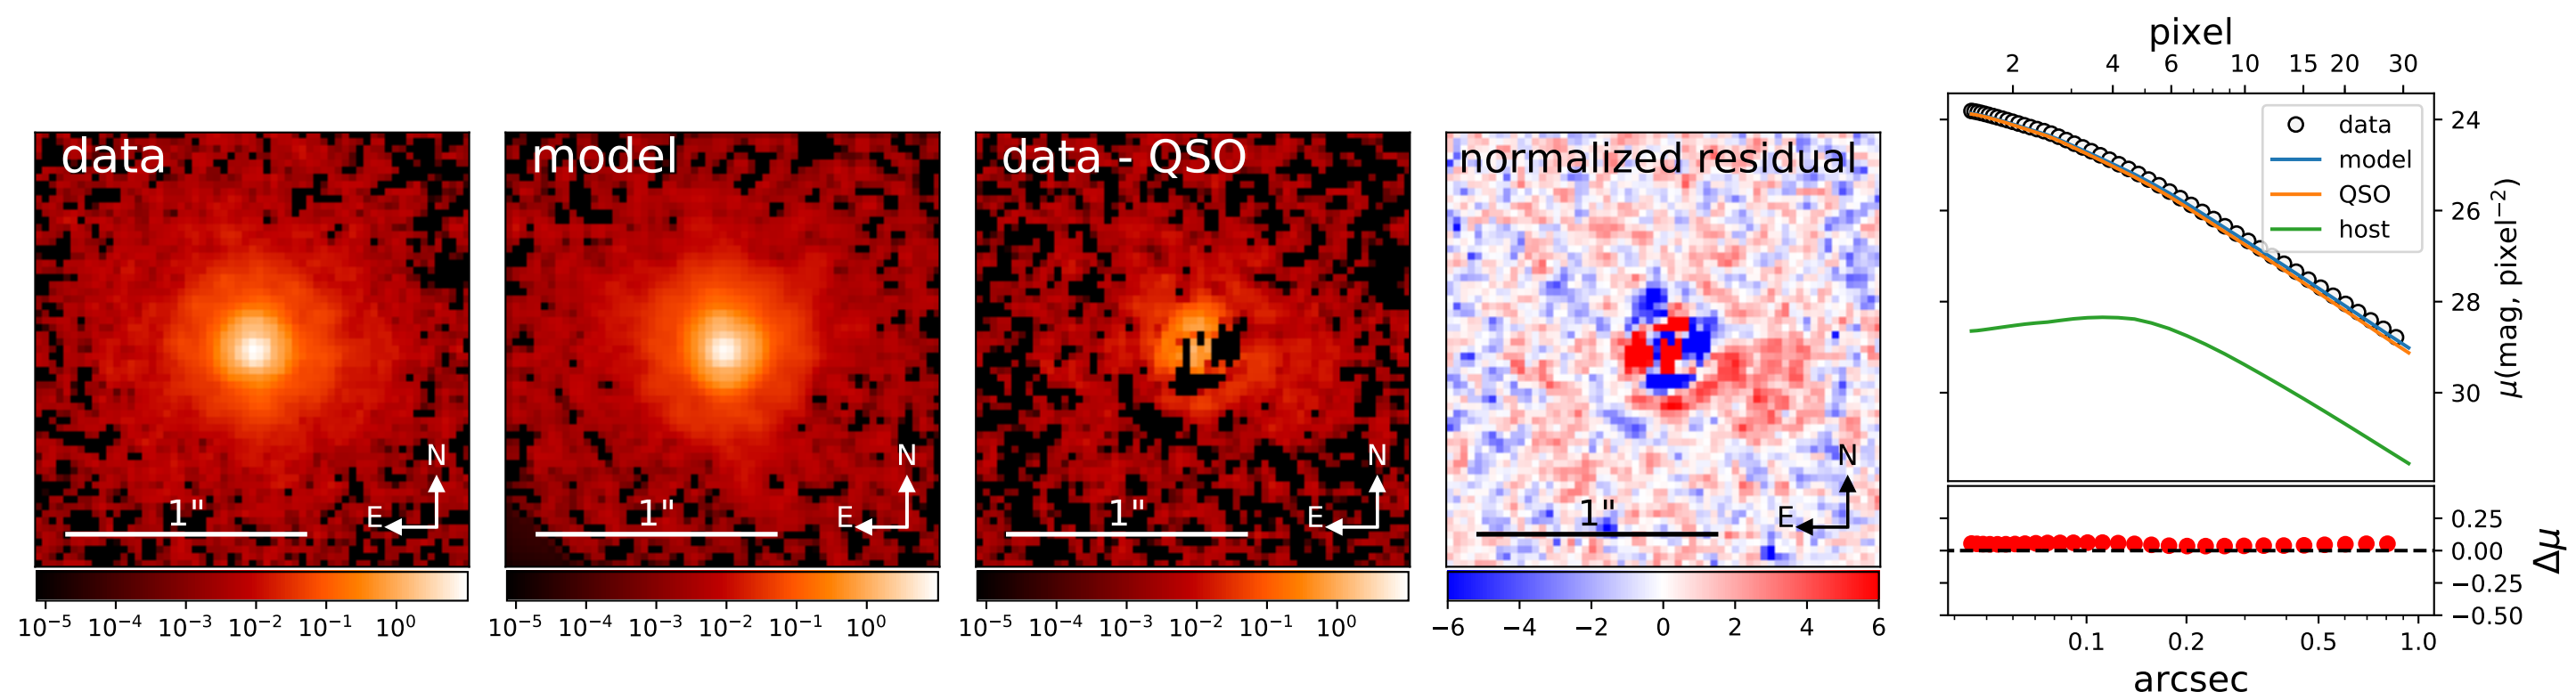 data
N
1"
E
10⁻⁵ 10⁻⁴ 10⁻³ 10⁻² 10⁻¹ 10⁰
model
N
1"
E
10⁻⁵ 10⁻⁴ 10⁻³ 10⁻² 10⁻¹ 10⁰
data - QSO
N
1"
E
10⁻⁵ 10⁻⁴ 10⁻³ 10⁻² 10⁻¹ 10⁰
normalized residual
N
1"
E
−6 −4 −2 0 2 4 6
pixel
2 4 6 10 15 20 30
data
model
QSO
host
24
26
28
30
μ(mag, pixel⁻²)
0.25
0.00
−0.25
−0.50
Δμ
0.1 0.2 0.5 1.0
arcsec